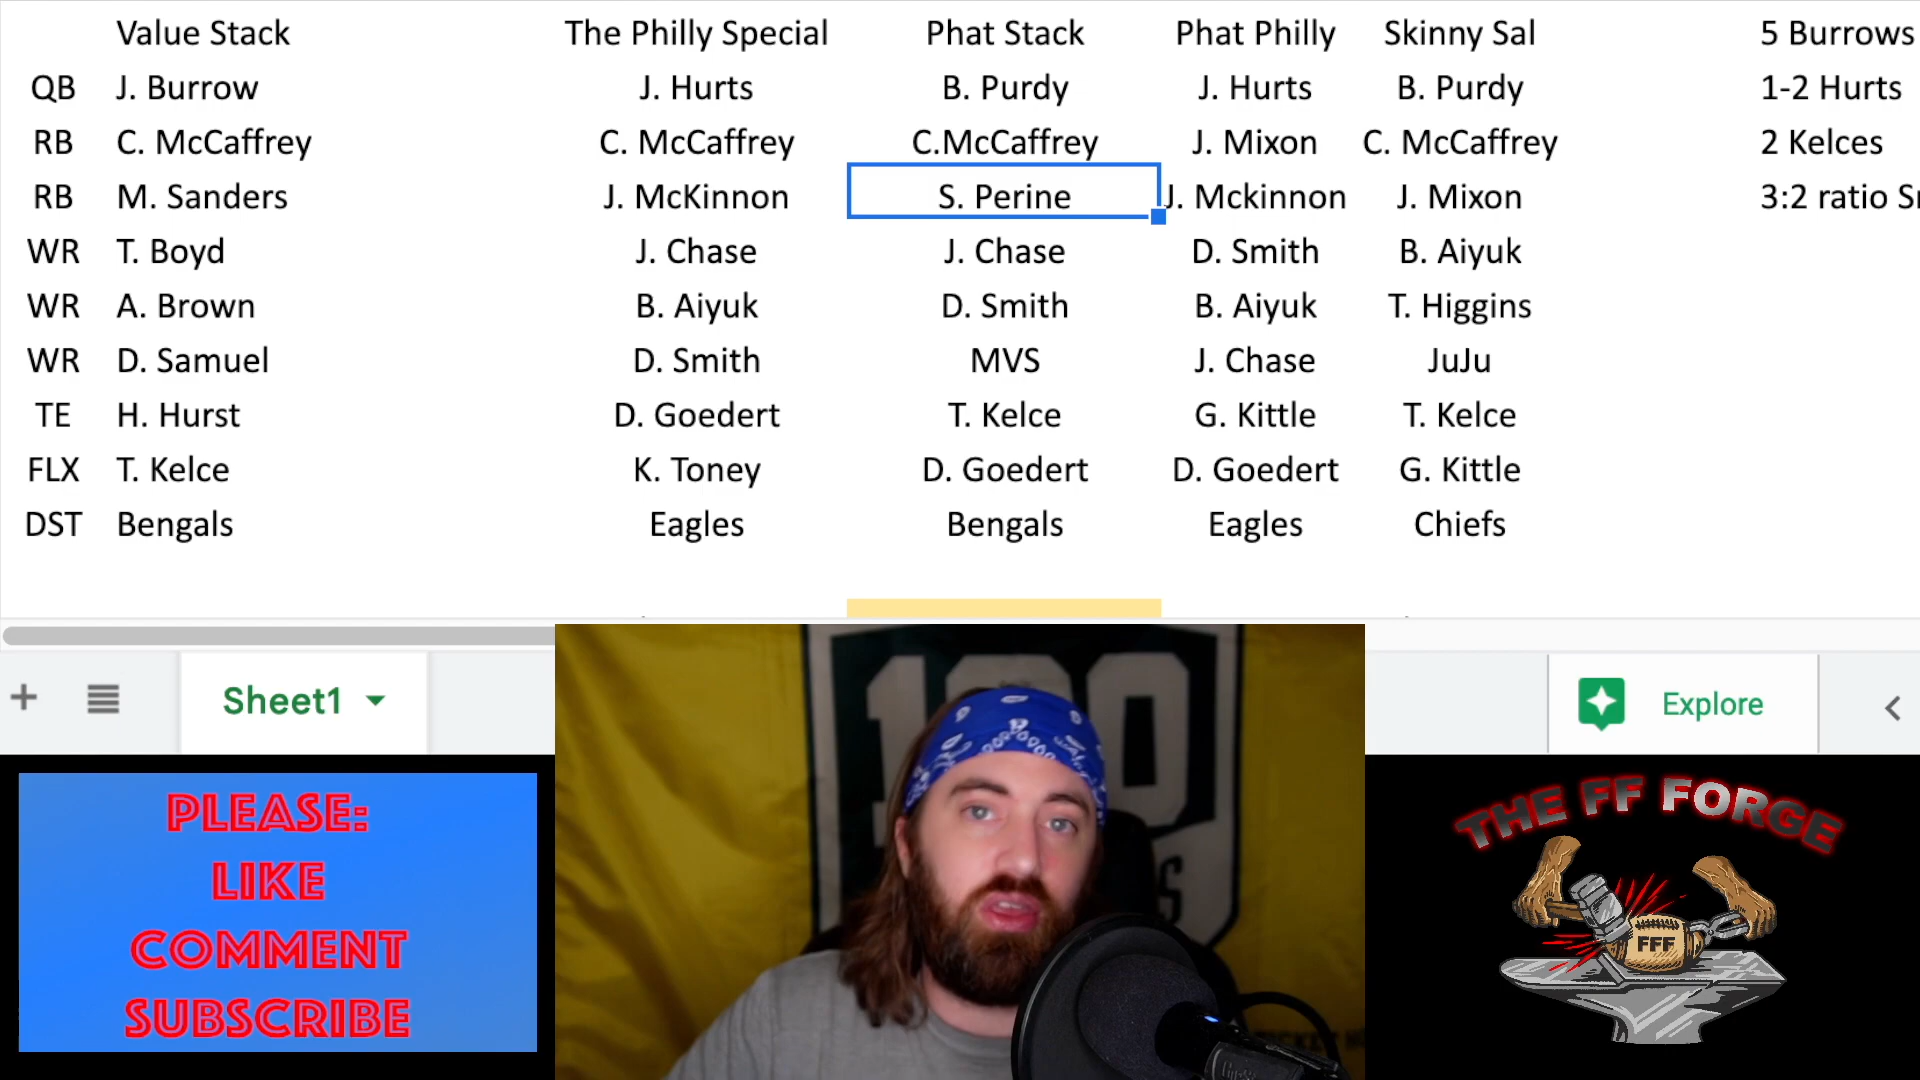 Value Stack The Philly Special Phat Stack Phat Philly Skinny Sal 5 Burrows
QB J. Burrow J. Hurts B. Purdy J. Hurts B. Purdy 1-2 Hurts
RB C. McCaffrey C. McCaffrey C.McCaffrey J. Mixon C. McCaffrey 2 Kelces
RB M. Sanders J. McKinnon S. Perine J. Mckinnon J. Mixon 3:2 ratio
WR T. Boyd J. Chase J. Chase D. Smith B. Aiyuk
WR A. Brown B. Aiyuk D. Smith B. Aiyuk T. Higgins
WR D. Samuel D. Smith MVS J. Chase JuJu
TE H. Hurst D. Goedert T. Kelce G. Kittle T. Kelce
FLX T. Kelce K. Toney D. Goedert D. Goedert G. Kittle
DST Bengals Eagles Bengals Eagles Chiefs
Sheet1
Explore
100
PLEASE:
LIKE
COMMENT
SUBSCRIBE
THE FF FORGE
FFF